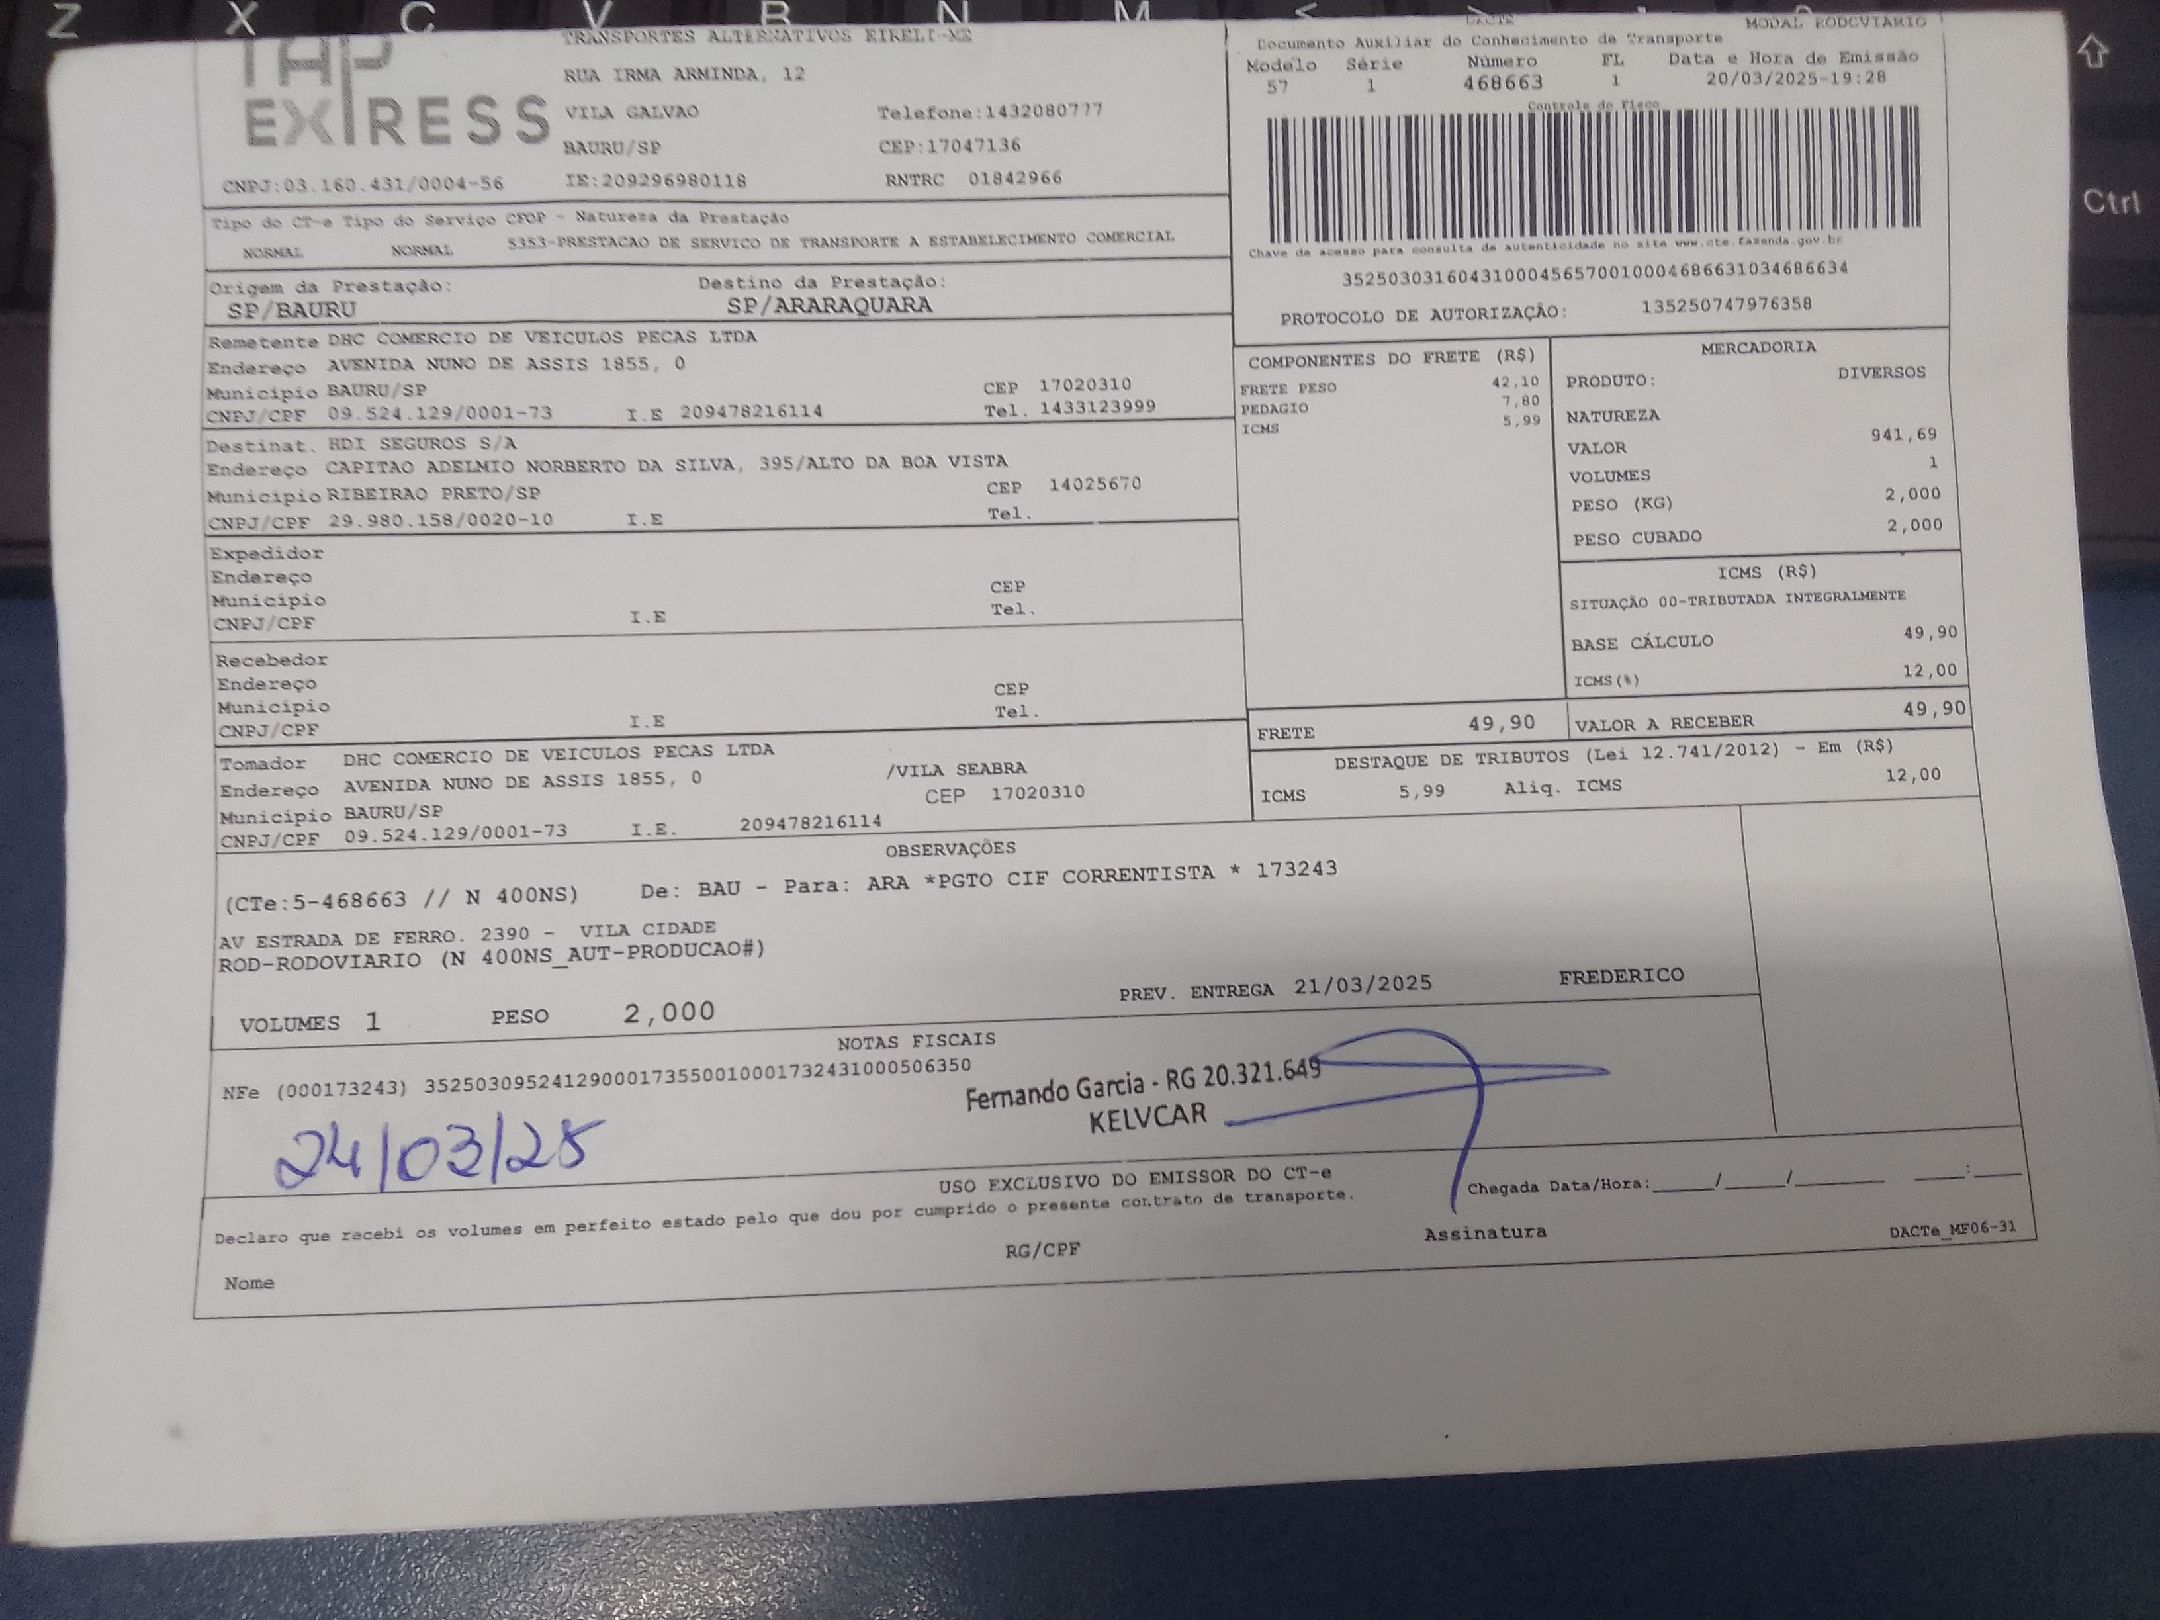 Z X C V B N M
Ctrl
TAP
EXPRESS
TRANSPORTES ALTERNATIVOS EIRELI-ME
RUA IRMA ARMINDA, 12
VILA GALVAO Telefone:1432080777
BAURU/SP CEP:17047136
CNPJ:03.160.431/0004-56 IE:209296980118 RNTRC 01842966
DACTE MODAL RODOVIARIO
Documento Auxiliar do Conhecimento de Transporte
Modelo Série Número FL Data e Hora de Emissão
57 1 468663 1 20/03/2025-19:28
Controle do Fisco
Chave de acesso para consulta de autenticidade no site www.cte.fazenda.gov.br
35250303160431000456570010004686631034686634
PROTOCOLO DE AUTORIZAÇÃO: 135250747976358
Tipo do CT-e Tipo do Serviço CFOP - Natureza da Prestação
NORMAL NORMAL 5353-PRESTACAO DE SERVICO DE TRANSPORTE A ESTABELECIMENTO COMERCIAL
Origem da Prestação: Destino da Prestação:
SP/BAURU SP/ARARAQUARA
Remetente DHC COMERCIO DE VEICULOS PECAS LTDA
Endereço AVENIDA NUNO DE ASSIS 1855, 0
Município BAURU/SP CEP 17020310
CNPJ/CPF 09.524.129/0001-73 I.E 209478216114 Tel. 1433123999
Destinat. HDI SEGUROS S/A
Endereço CAPITAO ADELMIO NORBERTO DA SILVA, 395/ALTO DA BOA VISTA
Município RIBEIRAO PRETO/SP CEP 14025670
CNPJ/CPF 29.980.158/0020-10 I.E Tel.
Expedidor
Endereço
Município CEP
CNPJ/CPF I.E Tel.
Recebedor
Endereço
Município CEP
CNPJ/CPF I.E Tel.
Tomador DHC COMERCIO DE VEICULOS PECAS LTDA
Endereço AVENIDA NUNO DE ASSIS 1855, 0 /VILA SEABRA
Município BAURU/SP CEP 17020310
CNPJ/CPF 09.524.129/0001-73 I.E. 209478216114
COMPONENTES DO FRETE (R$)
FRETE PESO 42,10
PEDAGIO 7,80
ICMS 5,99
MERCADORIA
PRODUTO: DIVERSOS
NATUREZA
VALOR 941,69
VOLUMES 1
PESO (KG) 2,000
PESO CUBADO 2,000
ICMS (R$)
SITUAÇÃO 00-TRIBUTADA INTEGRALMENTE
BASE CÁLCULO 49,90
ICMS(%) 12,00
FRETE 49,90 VALOR A RECEBER 49,90
DESTAQUE DE TRIBUTOS (Lei 12.741/2012) - Em (R$)
ICMS 5,99 Aliq. ICMS 12,00
OBSERVAÇÕES
(CTe:5-468663 // N 400NS) De: BAU - Para: ARA *PGTO CIF CORRENTISTA * 173243
AV ESTRADA DE FERRO. 2390 - VILA CIDADE
ROD-RODOVIARIO (N 400NS_AUT-PRODUCAO#)
VOLUMES 1 PESO 2,000 PREV. ENTREGA 21/03/2025 FREDERICO
NOTAS FISCAIS
NFe (000173243) 35250309524129000173550010001732431000506350
Fernando Garcia - RG 20.321.649
KELVCAR
24/03/25
USO EXCLUSIVO DO EMISSOR DO CT-e
Declaro que recebi os volumes em perfeito estado pelo que dou por cumprido o presente contrato de transporte. Chegada Data/Hora:_____/_____/_______ ____:____
Nome RG/CPF Assinatura DACTe_MF06-31